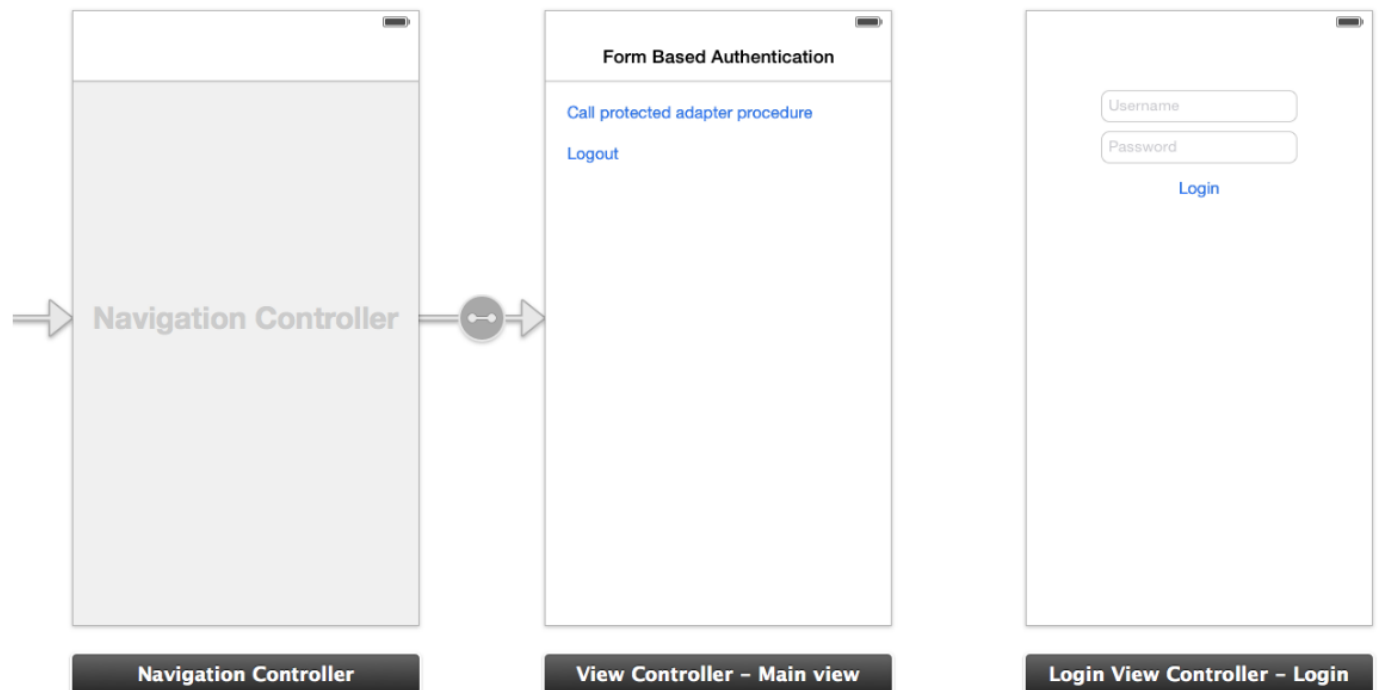 Navigation Controller
Navigation Controller
Form Based Authentication
Call protected adapter procedure
Logout
View Controller – Main view
Username
Password
Login
Login View Controller – Login